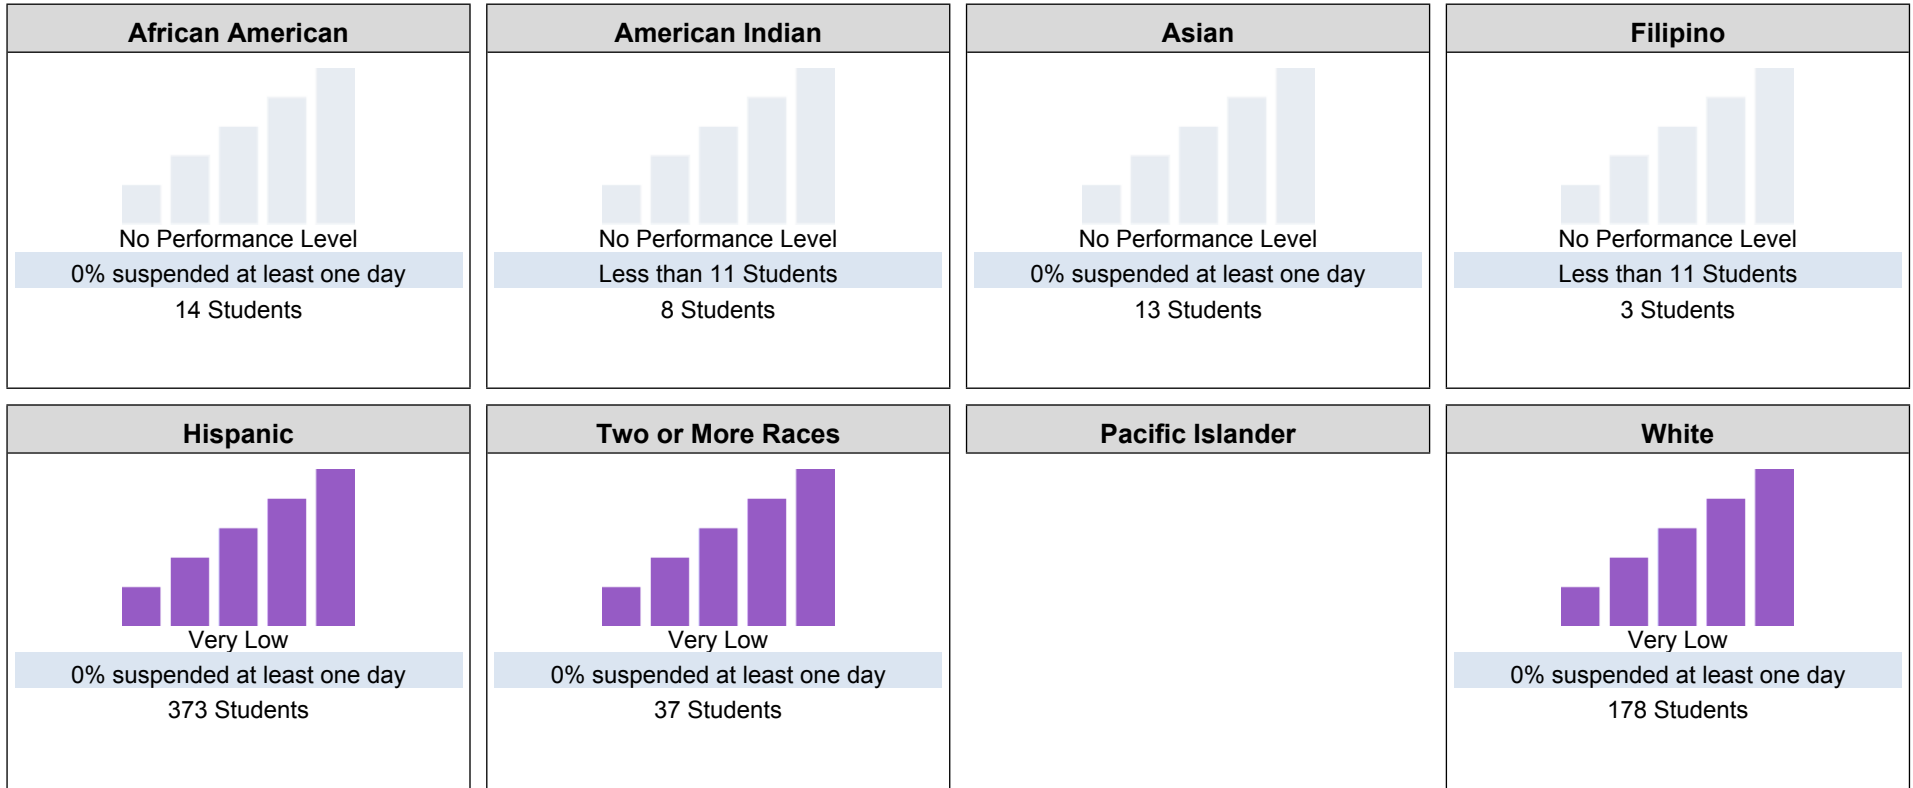 African American
No Performance Level
0% suspended at least one day
14 Students
American Indian
No Performance Level
Less than 11 Students
8 Students
Asian
No Performance Level
0% suspended at least one day
13 Students
Filipino
No Performance Level
Less than 11 Students
3 Students
Hispanic
Very Low
0% suspended at least one day
373 Students
Two or More Races
Very Low
0% suspended at least one day
37 Students
Pacific Islander
White
Very Low
0% suspended at least one day
178 Students